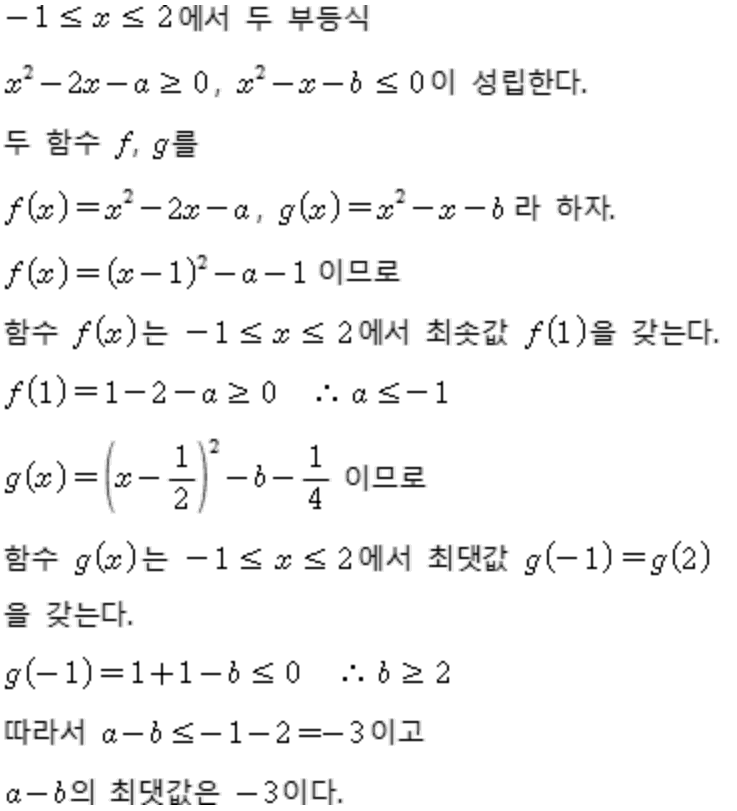 −1 ≤ x ≤ 2에서 두 부등식
x² − 2x − a ≥ 0, x² − x − b ≤ 0이 성립한다.
두 함수 f, g를
f(x) = x² − 2x − a, g(x) = x² − x − b 라 하자.
f(x) = (x − 1)² − a − 1 이므로
함수 f(x)는 −1 ≤ x ≤ 2에서 최솟값 f(1)을 갖는다.
f(1) = 1 − 2 − a ≥ 0 ∴ a ≤ −1
g(x) = (x − 1/2)² − b − 1/4 이므로
함수 g(x)는 −1 ≤ x ≤ 2에서 최댓값 g(−1) = g(2)
을 갖는다.
g(−1) = 1 + 1 − b ≤ 0 ∴ b ≥ 2
따라서 a − b ≤ −1 − 2 = −3이고
a − b의 최댓값은 −3이다.